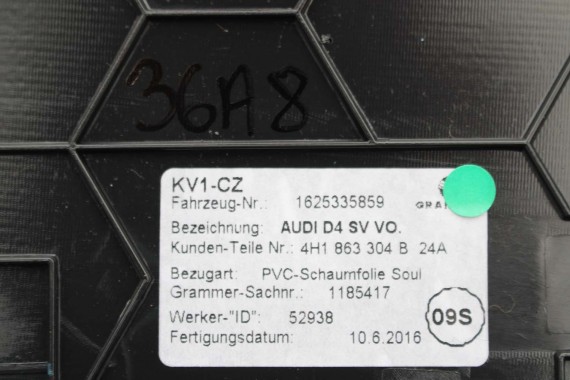 36A8
KV1-CZ
Fahrzeug-Nr.: 1625335859
Bezeichnung: AUDI D4 SV VO.
Kunden-Teile Nr.: 4H1 863 304 B 24A
Bezugart: PVC-Schaumfolie Soul
Grammer-Sachnr.: 1185417
Werker-"ID": 52938
09S
Fertigungsdatum: 10.6.2016